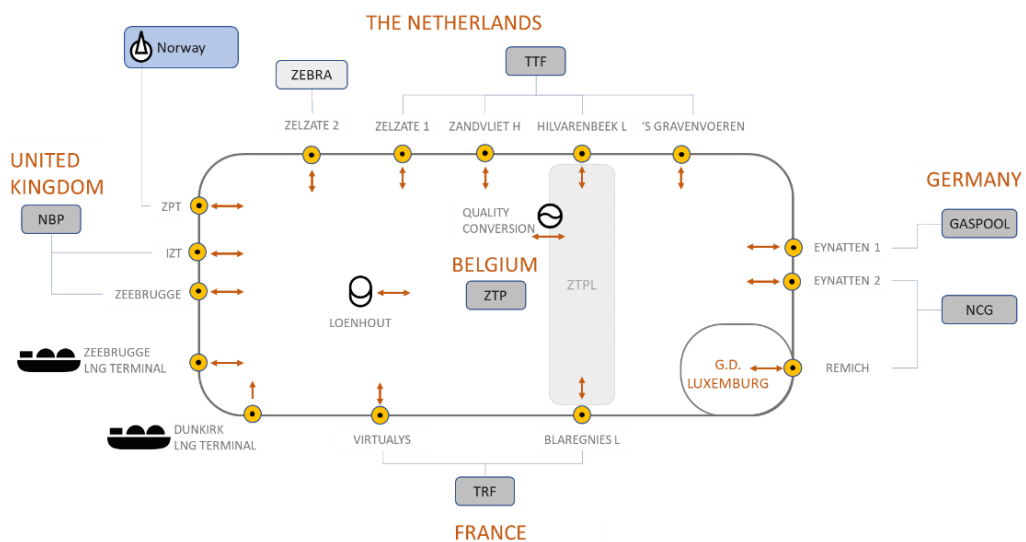 THE NETHERLANDS
Norway
TTF
ZEBRA
ZELZATE 2
ZELZATE 1
ZANDVLIET H
HILVARENBEEK L
'S GRAVENVOEREN
UNITED
KINGDOM
NBP
ZPT
IZT
ZEEBRUGGE
ZEEBRUGGE
LNG TERMINAL
DUNKIRK
LNG TERMINAL
QUALITY
CONVERSION
BELGIUM
ZTP
ZTPL
LOENHOUT
GERMANY
GASPOOL
EYNATTEN 1
EYNATTEN 2
NCG
G.D.
LUXEMBURG
REMICH
VIRTUALYS
BLAREGNIES L
TRF
FRANCE